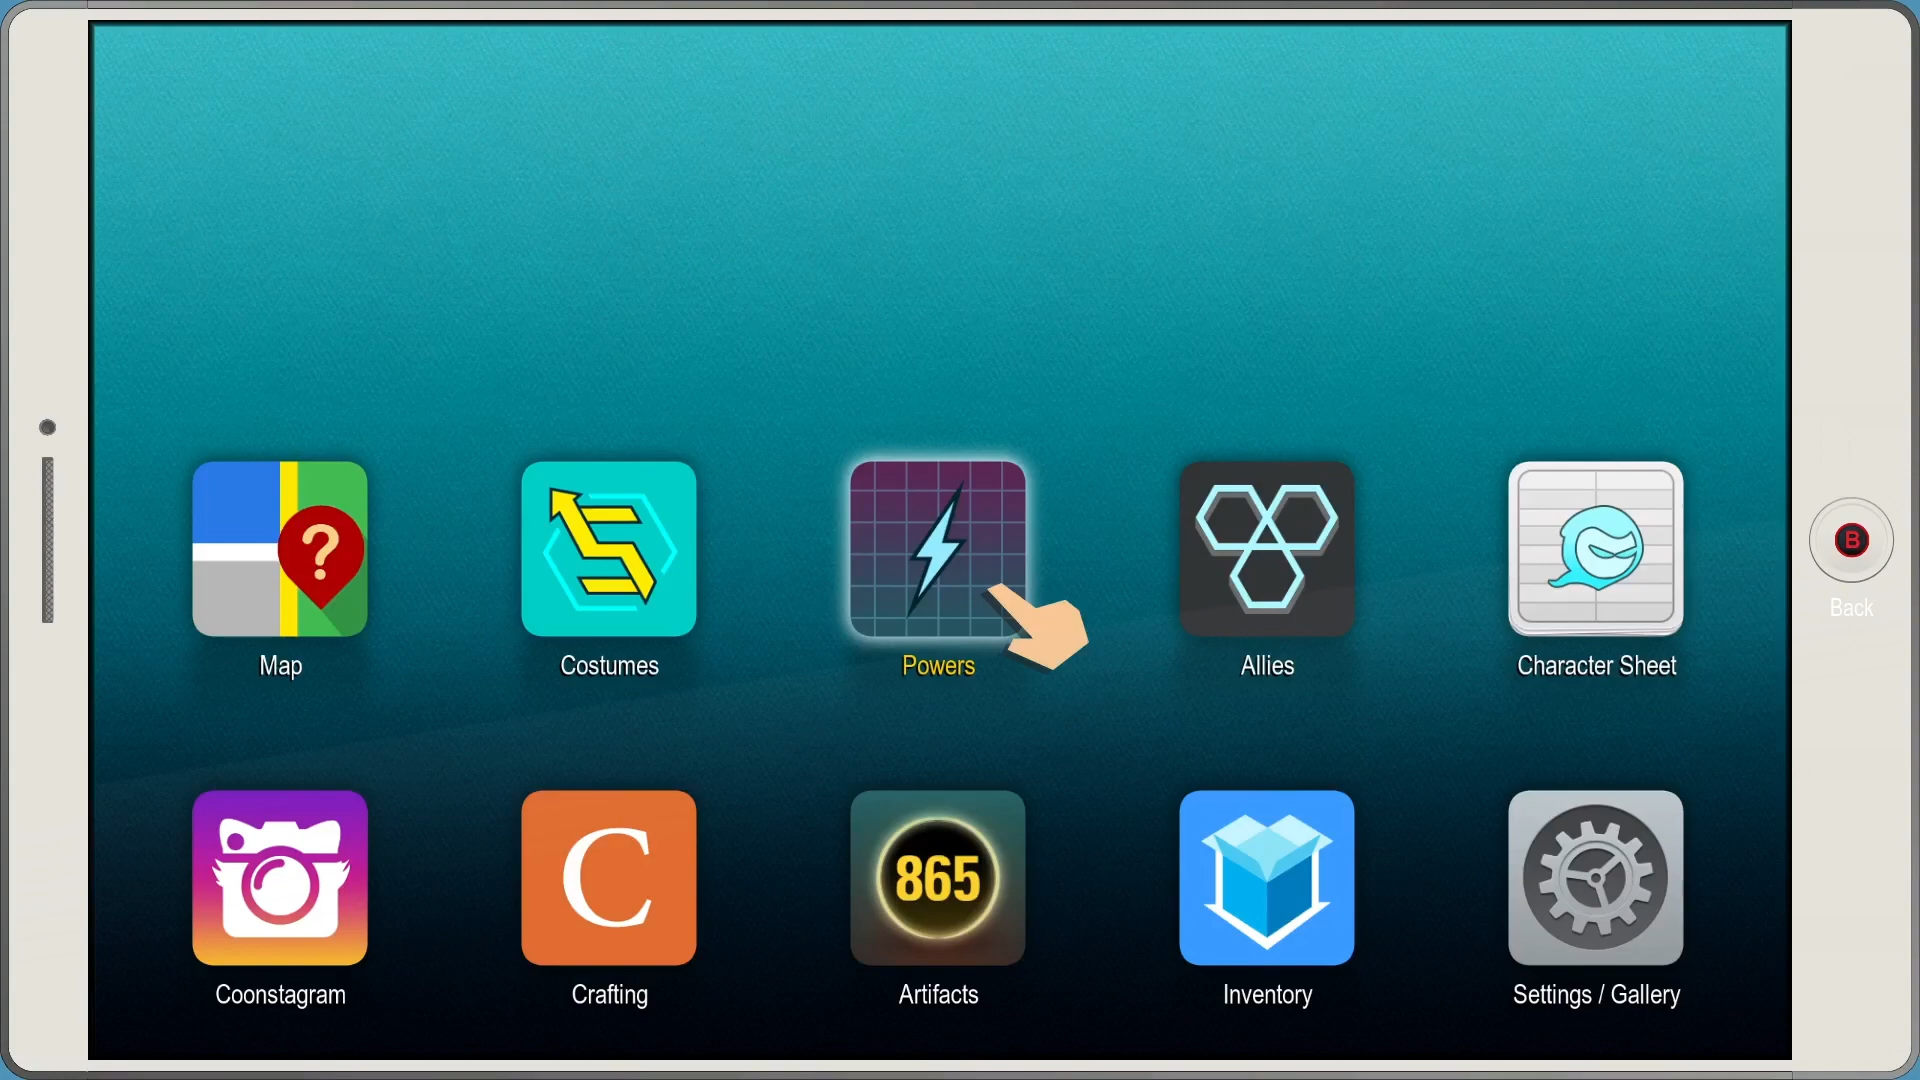 ?
Map
Costumes
Powers
Allies
Character Sheet
B
Back
C
865
Coonstagram
Crafting
Artifacts
Inventory
Settings / Gallery